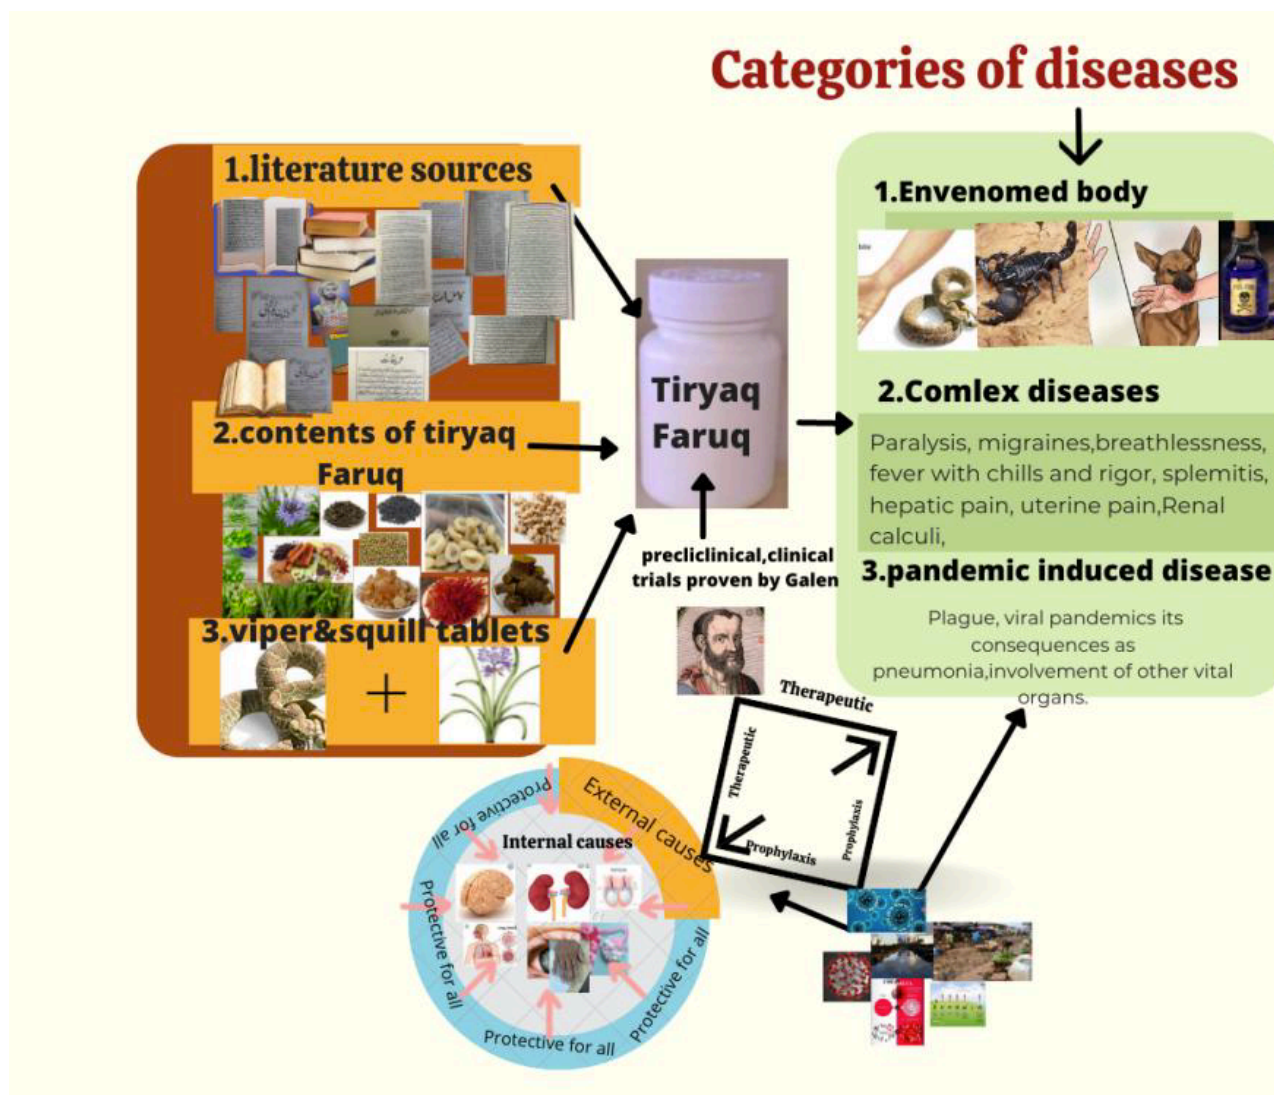 Categories of diseases
1.literature sources
2.contents of tiryaq
Faruq
3.viper&squill tablets
Tiryaq
Faruq
precliclinical,clinical
trials proven by Galen
1.Envenomed body
2.Comlex diseases
Paralysis, migraines,breathlessness,
fever with chills and rigor, splemitis,
hepatic pain, uterine pain,Renal
calculi,
3.pandemic induced disease
Plague, viral pandemics its
consequences as
pneumonia,involvement of other vital
organs.
Therapeutic
Therapeutic
Prophylaxis
Prophylaxis
External causes
Internal causes
Protective for all
Protective for all
Protective for all
Protective for all